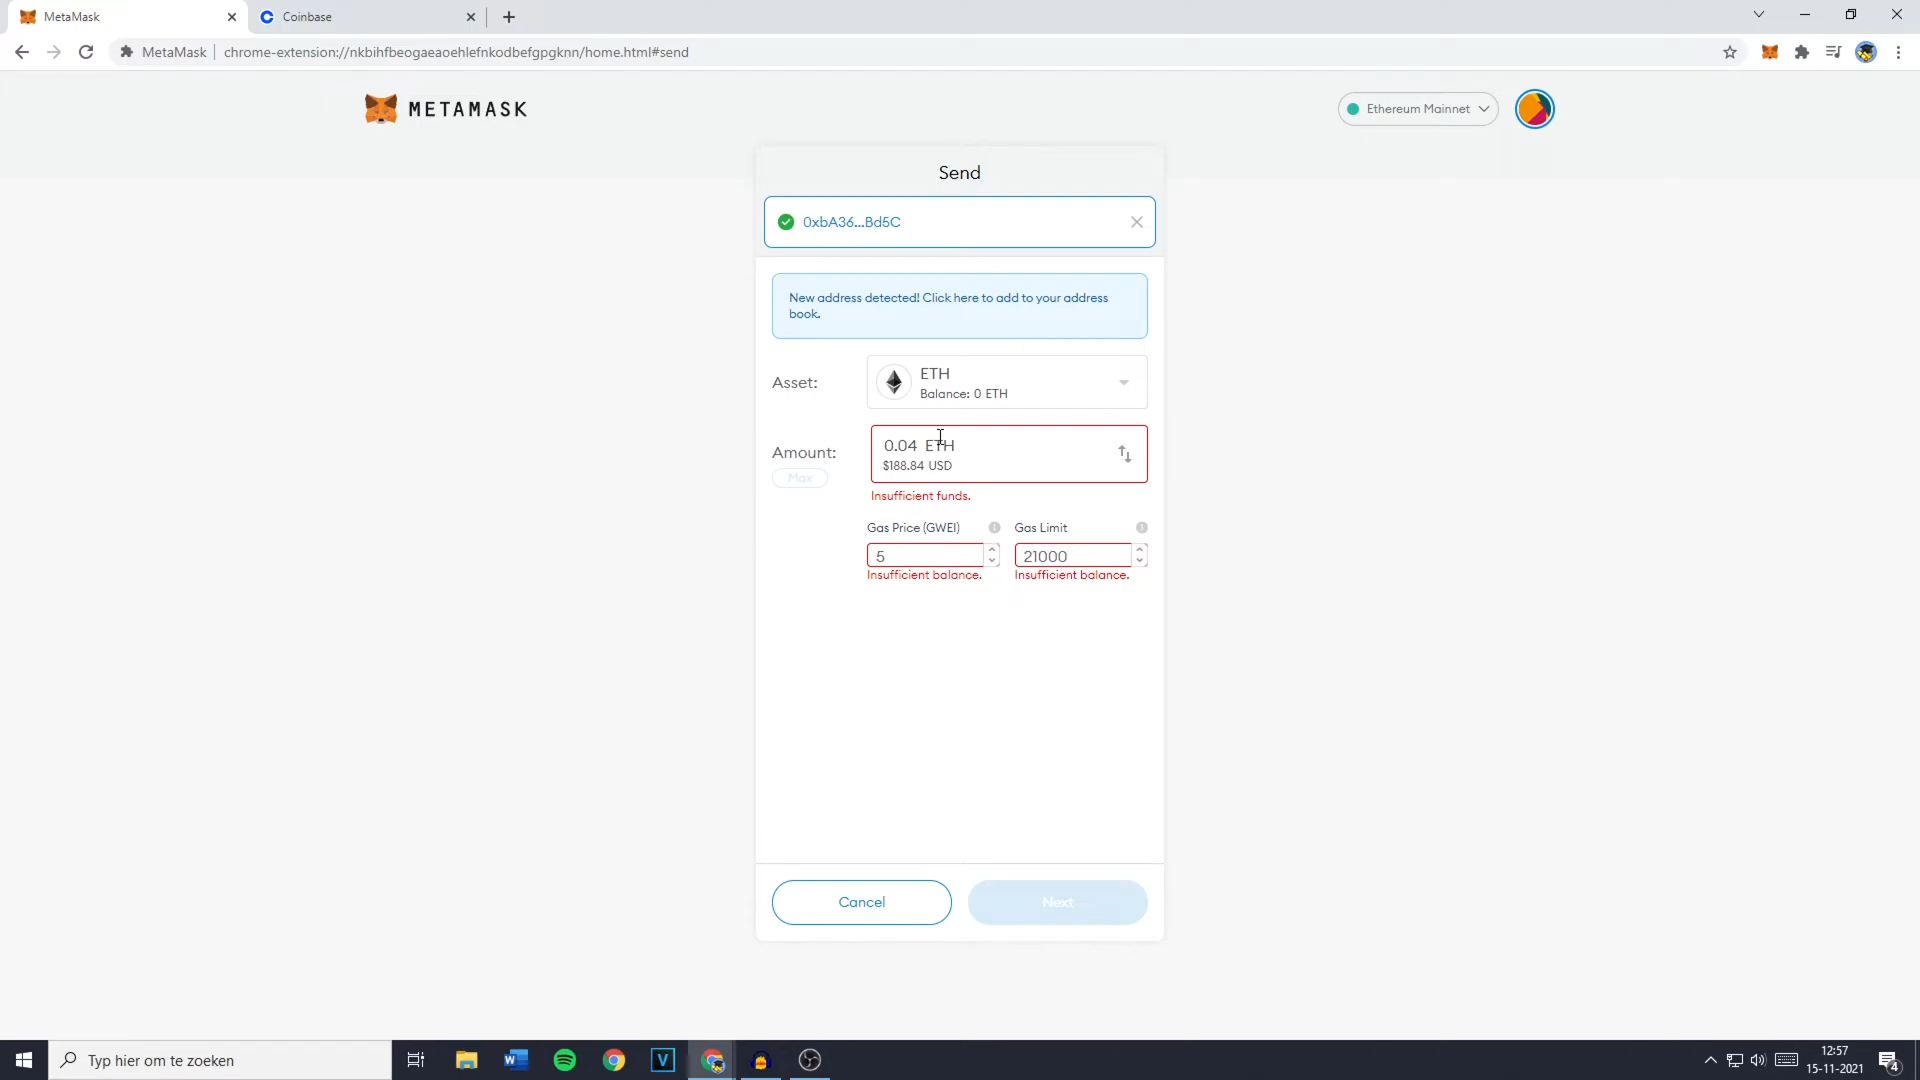 MetaMask
Coinbase
MetaMask
chrome-extension://nkbihfbeogaeaoehlefnkodbefgpgknn/home.html#send
METAMASK
Ethereum Mainnet
Send
0xbA36...Bd5C
New address detected! Click here to add to your address
book.
Asset:
ETH
Balance: 0 ETH
Amount:
Max
0.04 ETH
$188.84 USD
Insufficient funds.
Gas Price (GWEI)
Gas Limit
5
21000
Insufficient balance.
Insufficient balance.
Cancel
Next
Typ hier om te zoeken
12:57
15-11-2021
4